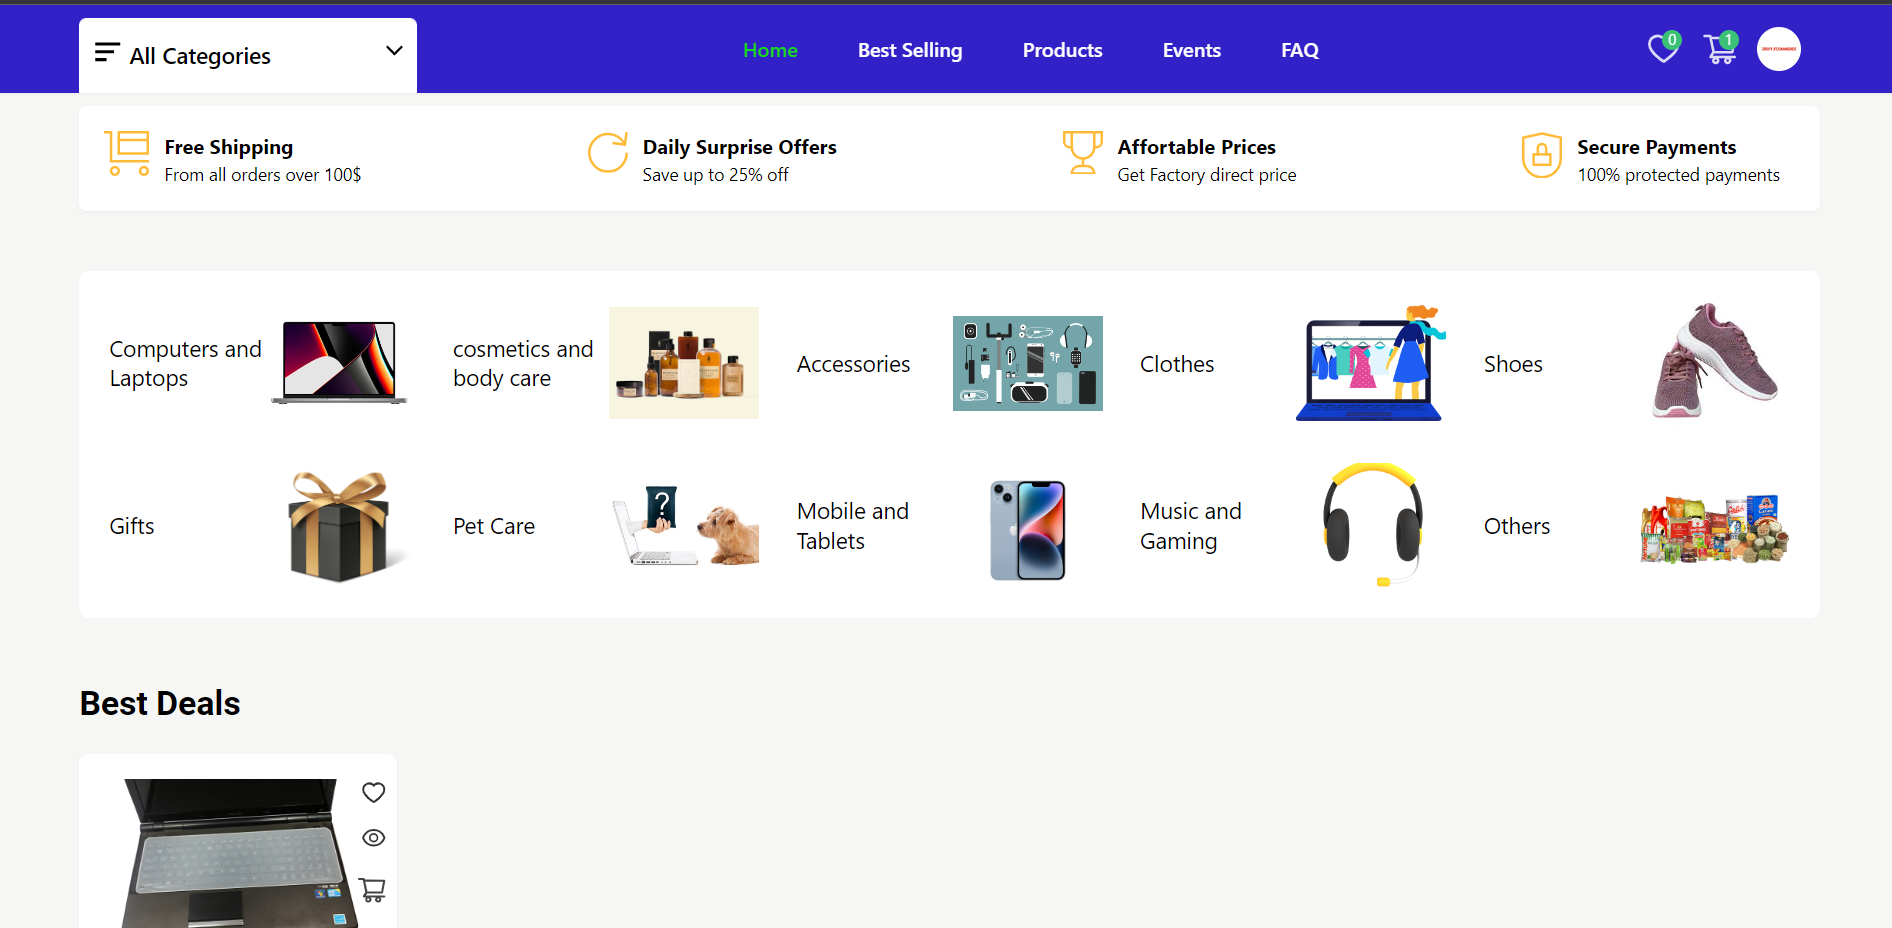 All Categories
Home
Best Selling
Products
Events
FAQ
0
1
Free Shipping
From all orders over 100$
Daily Surprise Offers
Save up to 25% off
Affortable Prices
Get Factory direct price
Secure Payments
100% protected payments
Computers and
Laptops
cosmetics and
body care
Accessories
Clothes
Shoes
Gifts
Pet Care
?
Mobile and
Tablets
Music and
Gaming
Others
Best Deals